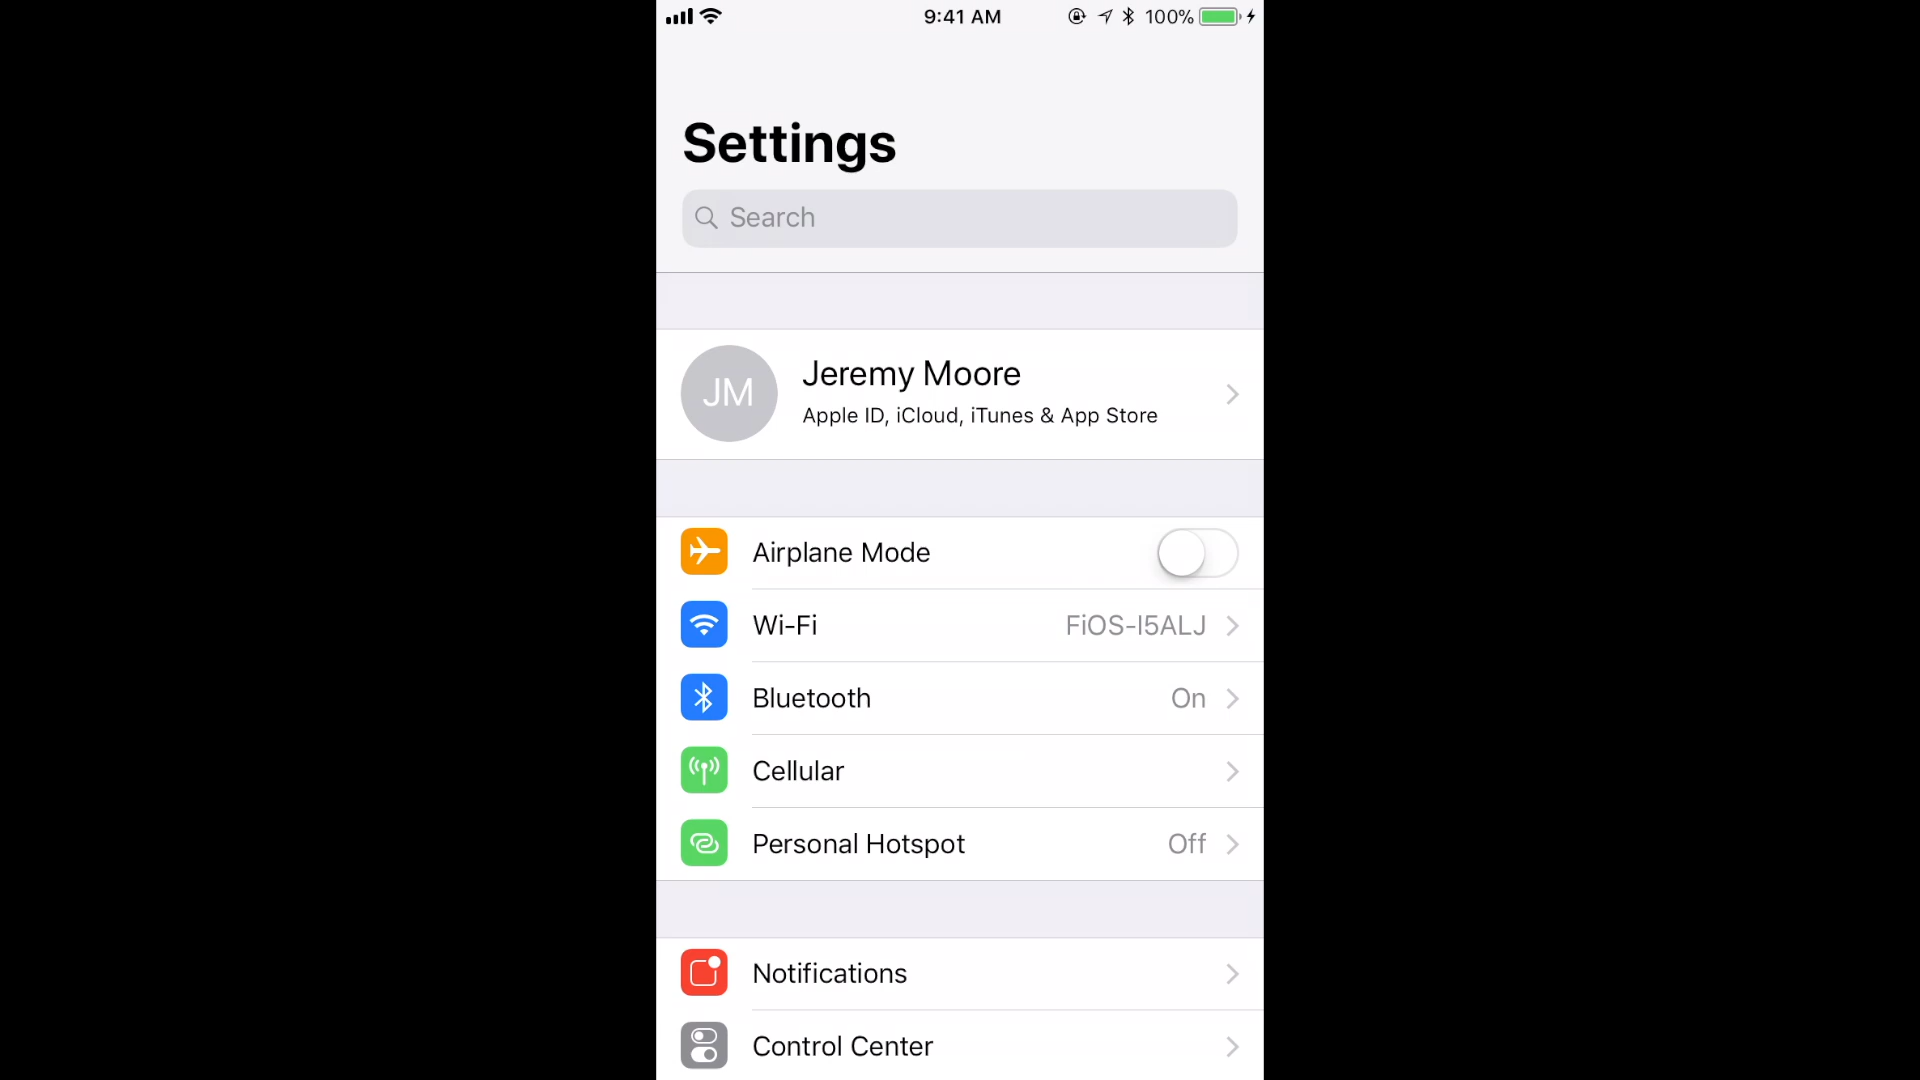 9:41 AM 100%
Settings
Search
JM
Jeremy Moore
Apple ID, iCloud, iTunes & App Store
Airplane Mode
Wi-Fi FiOS-I5ALJ
Bluetooth On
Cellular
Personal Hotspot Off
Notifications
Control Center